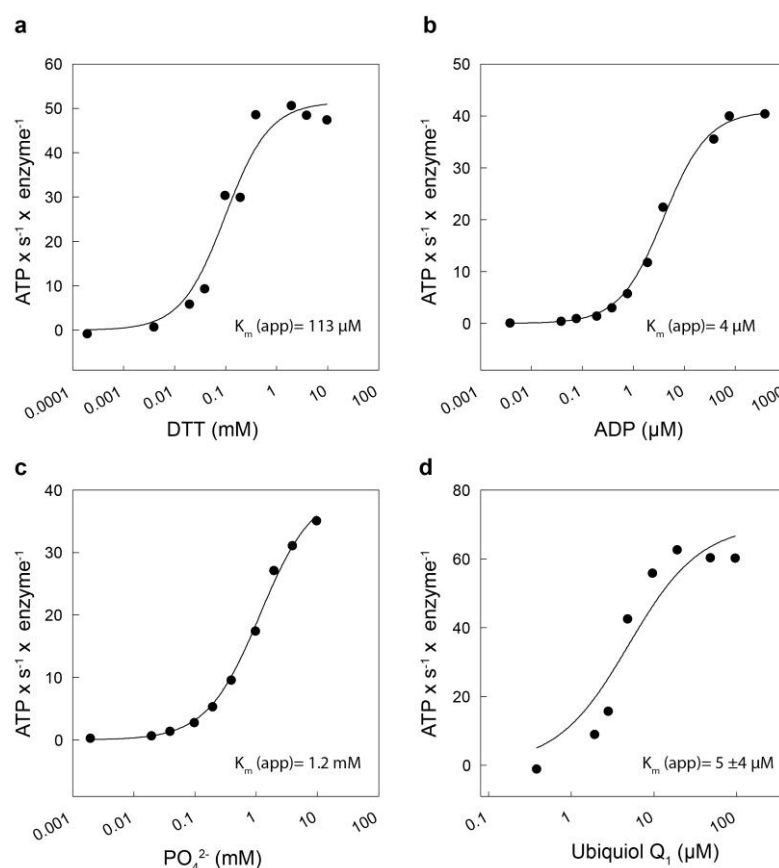 a
60
50
40
30
20
10
0
ATP x s-1 x enzyme-1
Km (app)= 113 µM
0.0001
0.001
0.01
0.1
1
10
100
DTT (mM)
b
50
40
30
20
10
0
ATP x s-1 x enzyme-1
Km (app)= 4 µM
0.001
0.01
0.1
1
10
100
1000
ADP (µM)
c
40
30
20
10
0
ATP x s-1 x enzyme-1
Km (app)= 1.2 mM
0.001
0.01
0.1
1
10
100
PO42- (mM)
d
80
60
40
20
0
ATP x s-1 x enzyme-1
Km (app)= 5 ±4 µM
0.1
1
10
100
Ubiquiol Q1 (µM)